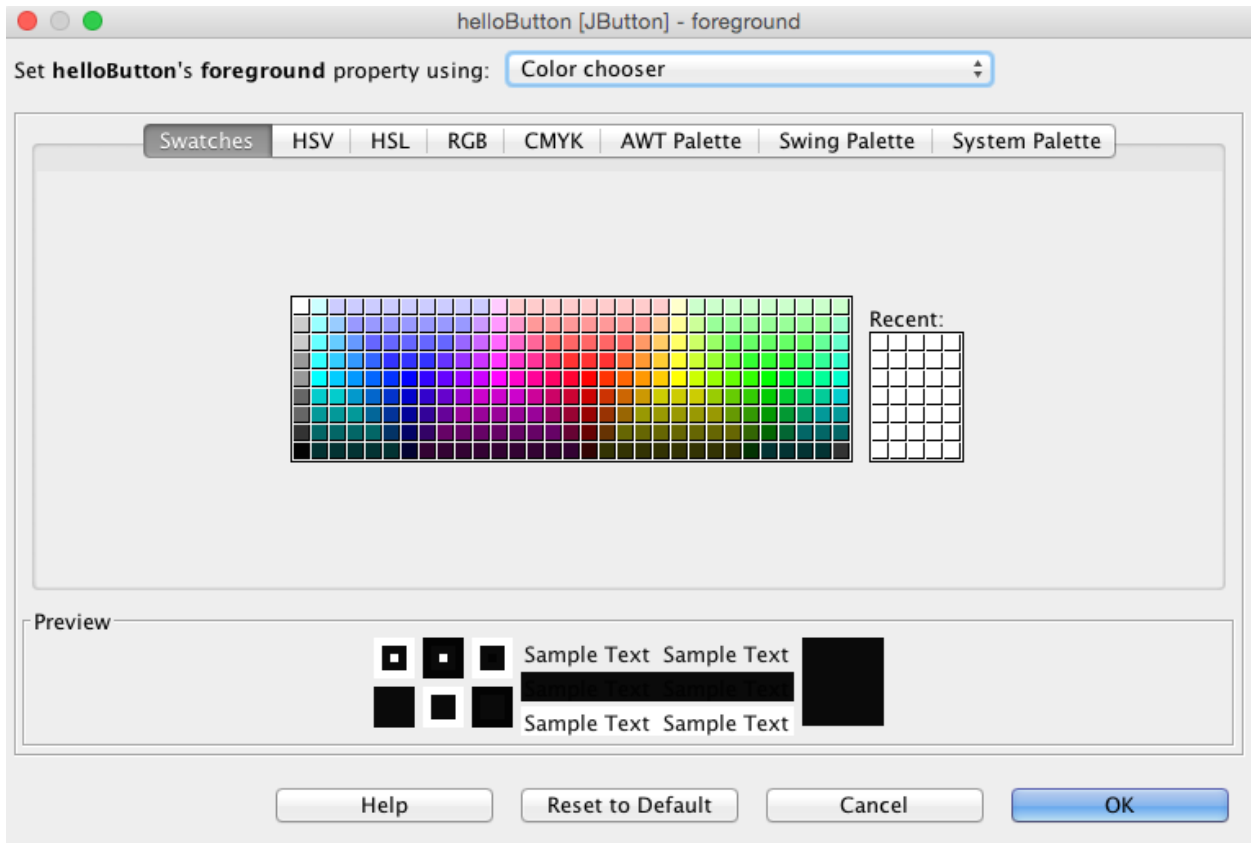 helloButton [JButton] - foreground
Set helloButton's foreground property using: Color chooser
Swatches HSV HSL RGB CMYK AWT Palette Swing Palette System Palette
Recent:
Preview
Sample Text Sample Text
Sample Text Sample Text
Sample Text Sample Text
Help Reset to Default Cancel OK